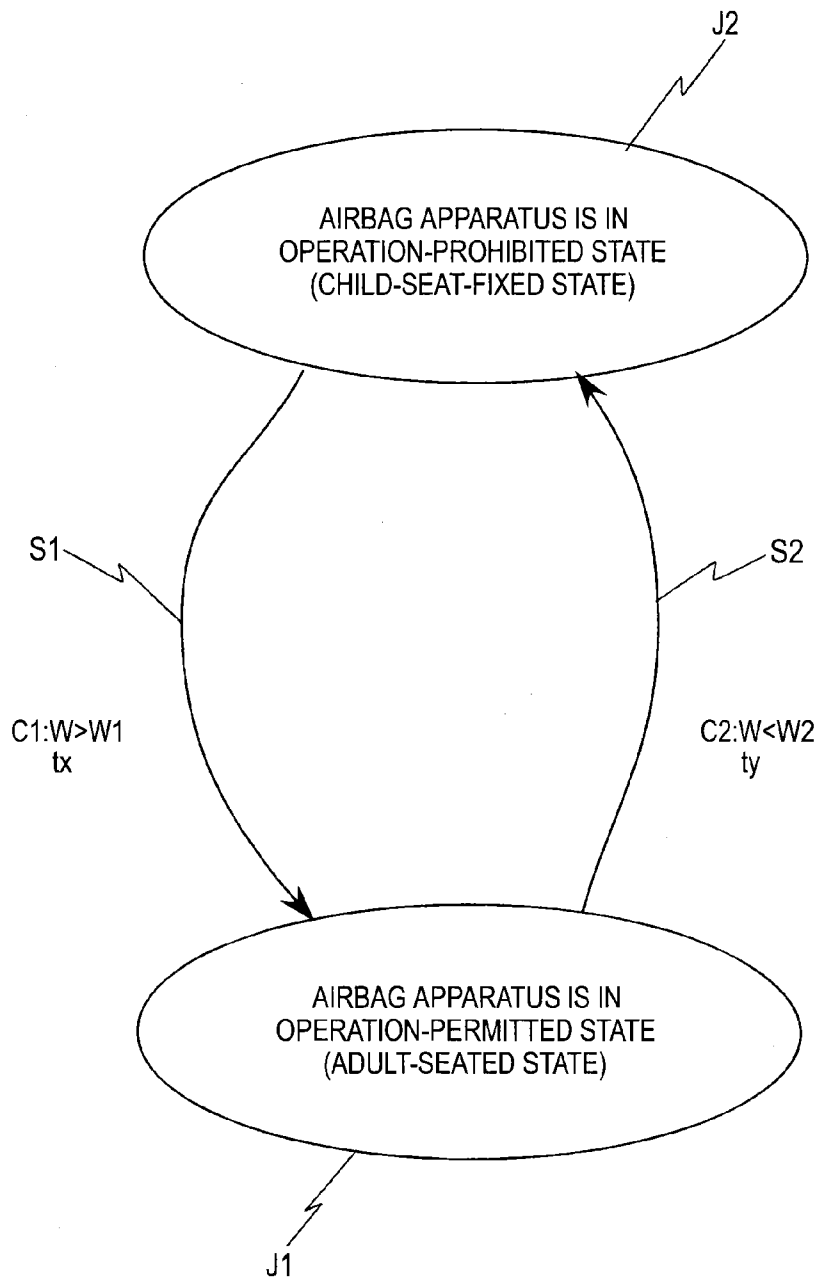 J2
AIRBAG APPARATUS IS IN
OPERATION-PROHIBITED STATE
(CHILD-SEAT-FIXED STATE)
S1
S2
C1:W>W1
tx
C2:W<W2
ty
AIRBAG APPARATUS IS IN
OPERATION-PERMITTED STATE
(ADULT-SEATED STATE)
J1